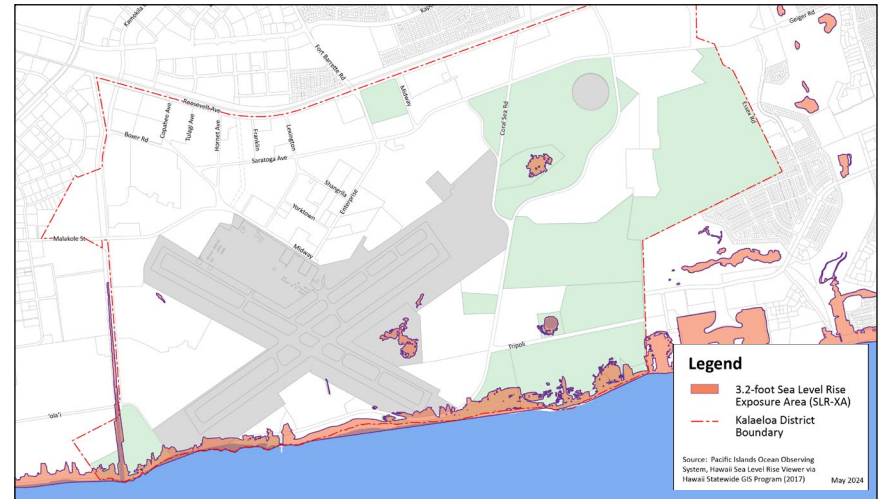 Kamokila
Kapo
Geiger Rd
Fort Barrette Rd
Midway
Roosevelt Ave
Copahee Ave
Tulagi Ave
Hornet Ave
Franklin
Lexington
Coral Sea Rd
Essex Rd
Boxer Rd
Saratoga Ave
Shangrila
Enterprise
Yorktown
Malakole St
Midway
Tripoli
'ola'i
Legend
3.2-foot Sea Level Rise
Exposure Area (SLR-XA)
Kalaeloa District
Boundary
Source: Pacific Islands Ocean Observing
System, Hawaii Sea Level Rise Viewer via
Hawaii Statewide GIS Program (2017)
May 2024